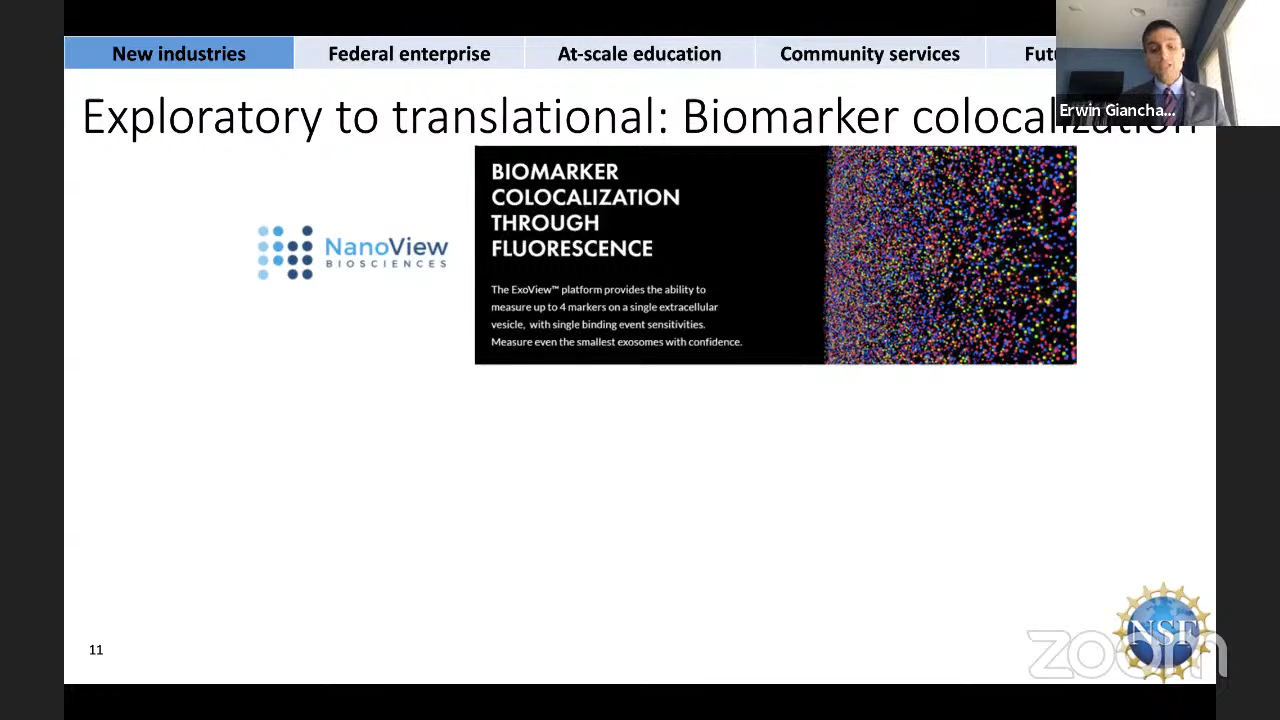 New industries
Federal enterprise
At-scale education
Community services
Fut
Erwin Giancha...
Exploratory to translational: Biomarker colocalization
NanoView
BIOSCIENCES
BIOMARKER
COLOCALIZATION
THROUGH
FLUORESCENCE
The ExoView™ platform provides the ability to
measure up to 4 markers on a single extracellular
vesicle, with single binding event sensitivities.
Measure even the smallest exosomes with confidence.
11
NSF
zoom